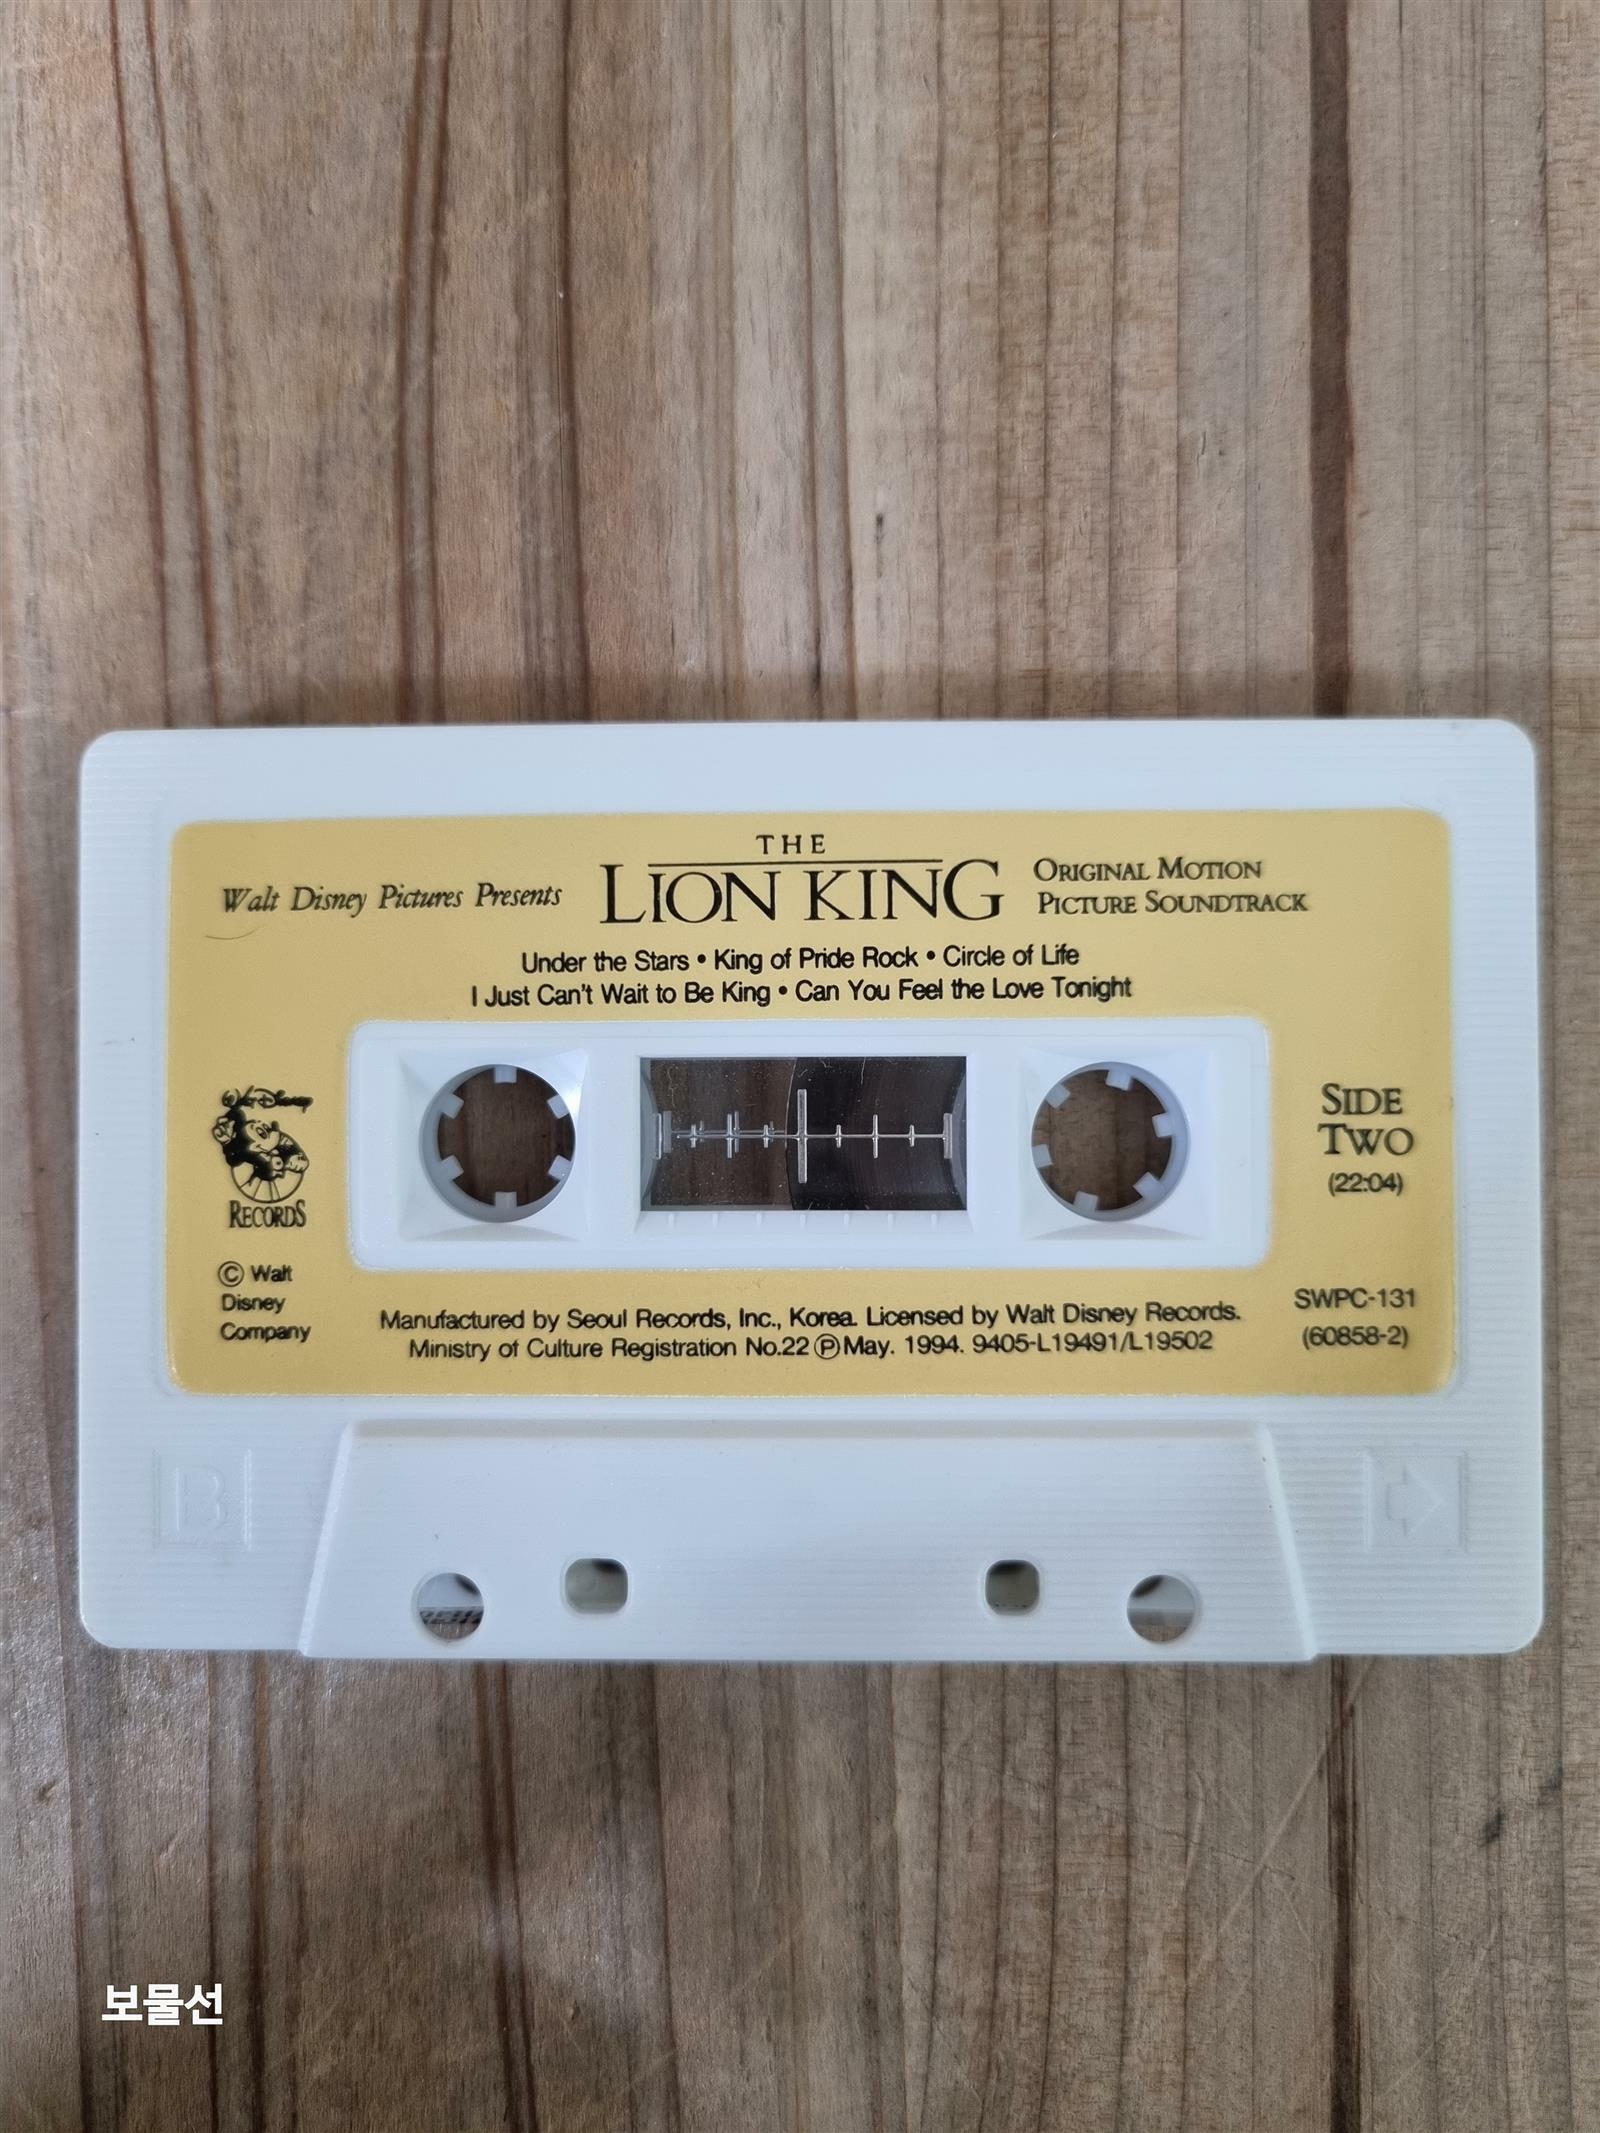 THE
Walt Disney Pictures Presents LION KING ORIGINAL MOTION
PICTURE SOUNDTRACK
Under the Stars • King of Pride Rock • Circle of Life
I Just Can't Wait to Be King • Can You Feel the Love Tonight
Walt Disney
RECORDS
SIDE
TWO
(22:04)
© Walt
Disney
Company
Manufactured by Seoul Records, Inc., Korea. Licensed by Walt Disney Records.
Ministry of Culture Registration No.22 ℗ May. 1994. 9405-L19491/L19502
SWPC-131
(60858-2)
B
보물선